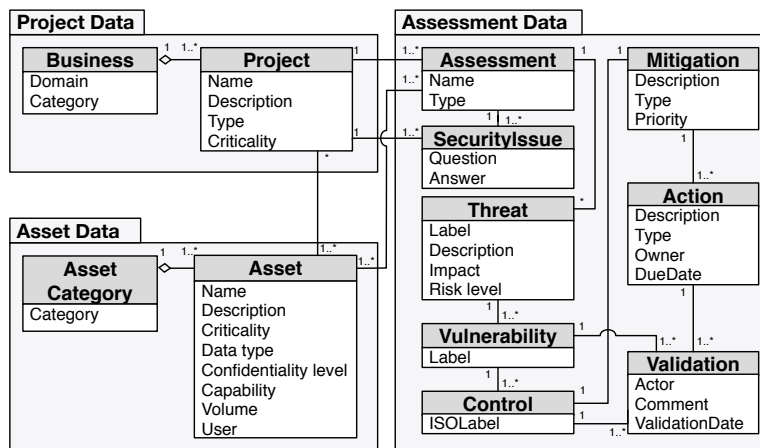 Project Data
Business
Domain
Category
1
1..*
Project
Name
Description
Type
Criticality
1
1
*
Asset Data
Asset
Category
Category
1
1..*
Asset
Name
Description
Criticality
Data type
Confidentiality level
Capability
Volume
User
1..*
1..*
Assessment Data
1..*
1..*
Assessment
Name
Type
1
1
1..*
1..*
SecurityIssue
Question
Answer
Threat
Label
Description
Impact
Risk level
*
1
1..*
Vulnerability
Label
1
1
1..*
1..*
Control
ISOLabel
1
1
1..*
Mitigation
Description
Type
Priority
1
1
1..*
Action
Description
Type
Owner
DueDate
1
1..*
Validation
Actor
Comment
ValidationDate